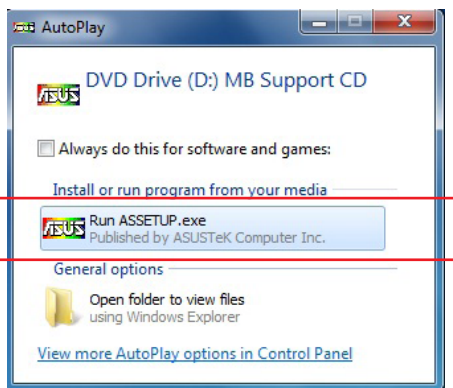 AutoPlay
DVD Drive (D:) MB Support CD
ASUS
Always do this for software and games:
Install or run program from your media
ASUS Run ASSETUP.exe
Published by ASUSTeK Computer Inc.
General options
Open folder to view files
using Windows Explorer
View more AutoPlay options in Control Panel